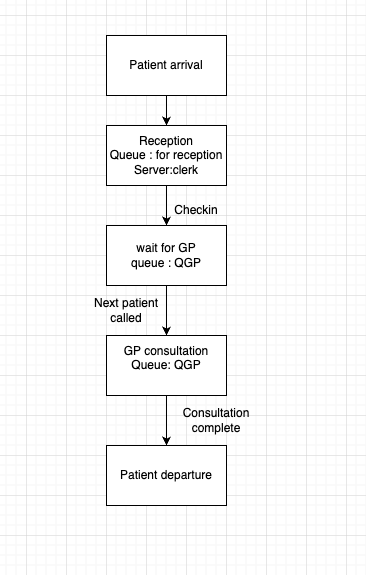 Patient arrival
Reception
Queue : for reception
Server:clerk
Checkin
wait for GP
queue : QGP
Next patient
called
GP consultation
Queue: QGP
Consultation
complete
Patient departure